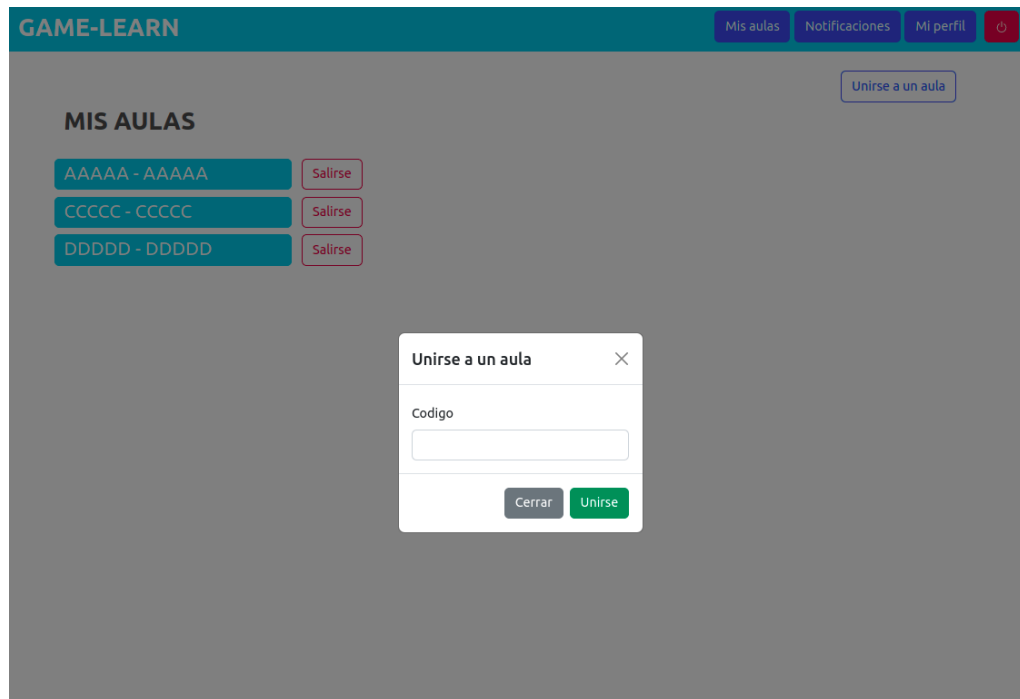 GAME-LEARN Mis aulas Notificaciones Mi perfil
Unirse a un aula
MIS AULAS
AAAAA - AAAAA Salirse
CCCCC - CCCCC Salirse
DDDDD - DDDDD Salirse
Unirse a un aula
Codigo
Cerrar Unirse